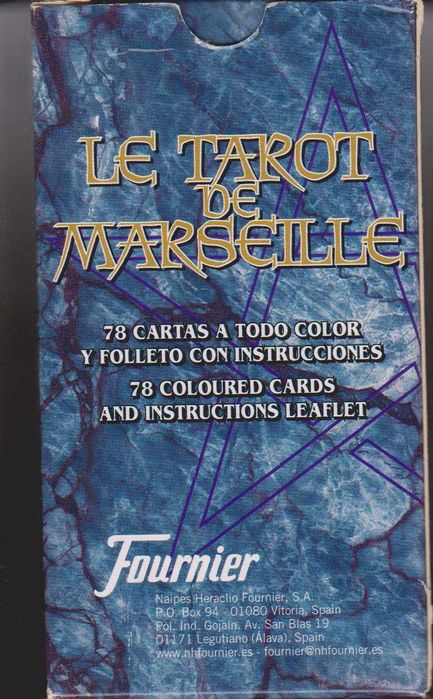 LE TAROT
DE
MARSEILLE
78 CARTAS A TODO COLOR
Y FOLLETO CON INSTRUCCIONES
78 COLOURED CARDS
AND INSTRUCTIONS LEAFLET
Fournier
Naipes Heraclio Fournier, S.A.
P.O. Box 94 - 01080 Vitoria, Spain
Pol. Ind. Gojain. Av. San Blas 19
01171 Legutiano (Álava), Spain
www.nhfournier.es - fournier@nhfournier.es